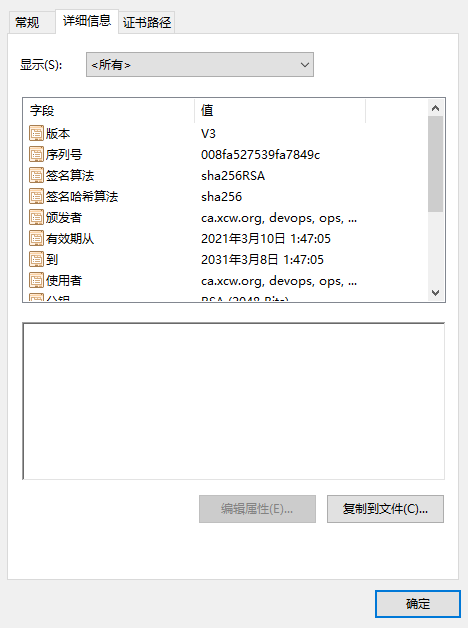 常规 详细信息 证书路径
显示(S): <所有>
字段 值
版本 V3
序列号 008fa527539fa7849c
签名算法 sha256RSA
签名哈希算法 sha256
颁发者 ca.xcw.org, devops, ops, ...
有效期从 2021年3月10日 1:47:05
到 2031年3月8日 1:47:05
使用者 ca.xcw.org, devops, ops, ...
公钥 RSA (2048 Bits)
编辑属性(E)... 复制到文件(C)...
确定